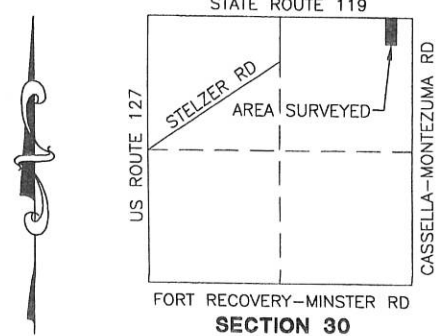 STATE ROUTE 119
STELZER RD
AREA SURVEYED
US ROUTE 127
CASSELLA-MONTEZUMA RD
FORT RECOVERY-MINSTER RD
SECTION 30